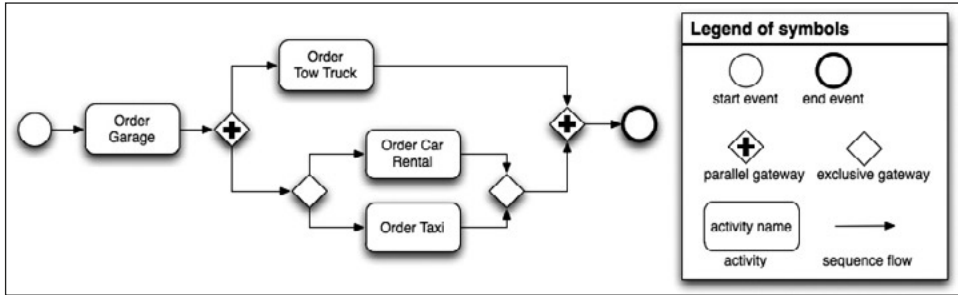 Order
Garage
Order
Tow Truck
Order Car
Rental
Order Taxi
Legend of symbols
start event
end event
parallel gateway
exclusive gateway
activity name
activity
sequence flow